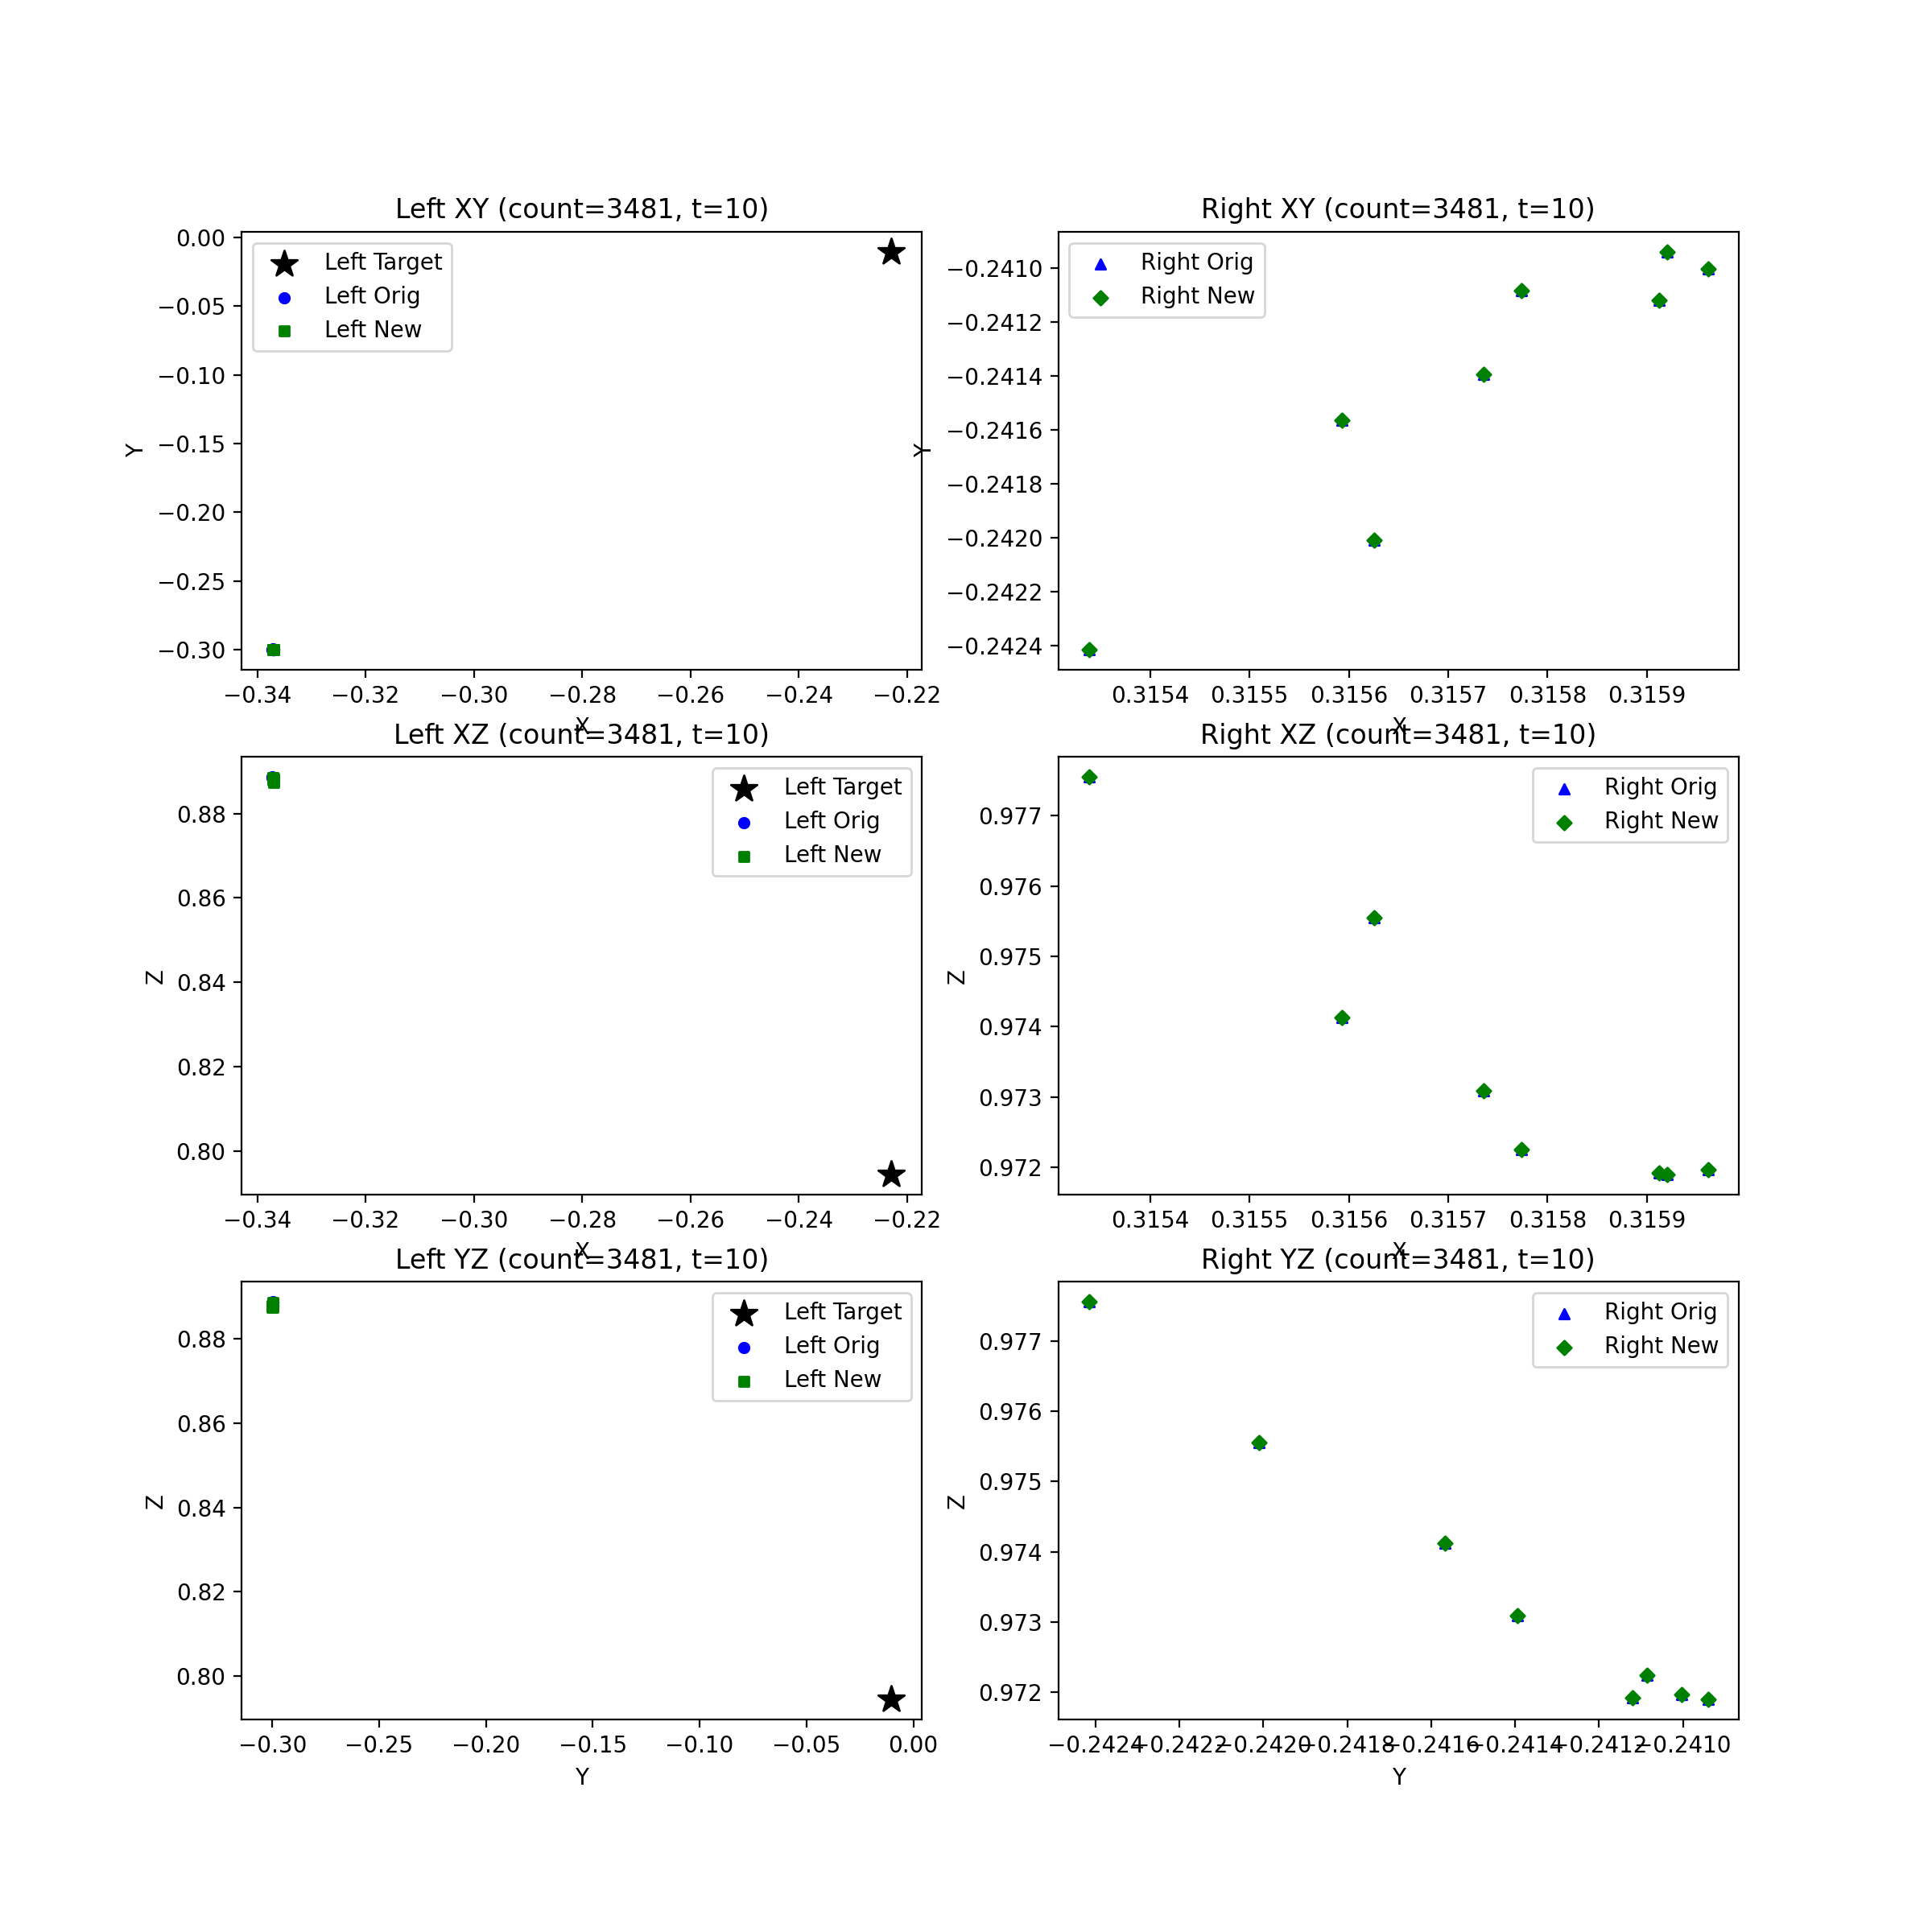 Left XY (count=3481, t=10)
0.00
−0.05
−0.10
−0.15
−0.20
−0.25
−0.30
Y
Left Target
Left Orig
Left New
−0.34 −0.32 −0.30 −0.28 −0.26 −0.24 −0.22
X
Right XY (count=3481, t=10)
−0.2410
−0.2412
−0.2414
−0.2416
−0.2418
−0.2420
−0.2422
−0.2424
Y
Right Orig
Right New
0.3154 0.3155 0.3156 0.3157 0.3158 0.3159
X
Left XZ (count=3481, t=10)
0.88
0.86
0.84
0.82
0.80
Z
Left Target
Left Orig
Left New
−0.34 −0.32 −0.30 −0.28 −0.26 −0.24 −0.22
X
Right XZ (count=3481, t=10)
0.977
0.976
0.975
0.974
0.973
0.972
Z
Right Orig
Right New
0.3154 0.3155 0.3156 0.3157 0.3158 0.3159
X
Left YZ (count=3481, t=10)
0.88
0.86
0.84
0.82
0.80
Z
Left Target
Left Orig
Left New
−0.30 −0.25 −0.20 −0.15 −0.10 −0.05 0.00
Y
Right YZ (count=3481, t=10)
0.977
0.976
0.975
0.974
0.973
0.972
Z
Right Orig
Right New
−0.2424 −0.2422 −0.2420 −0.2418 −0.2416 −0.2414 −0.2412 −0.2410
Y